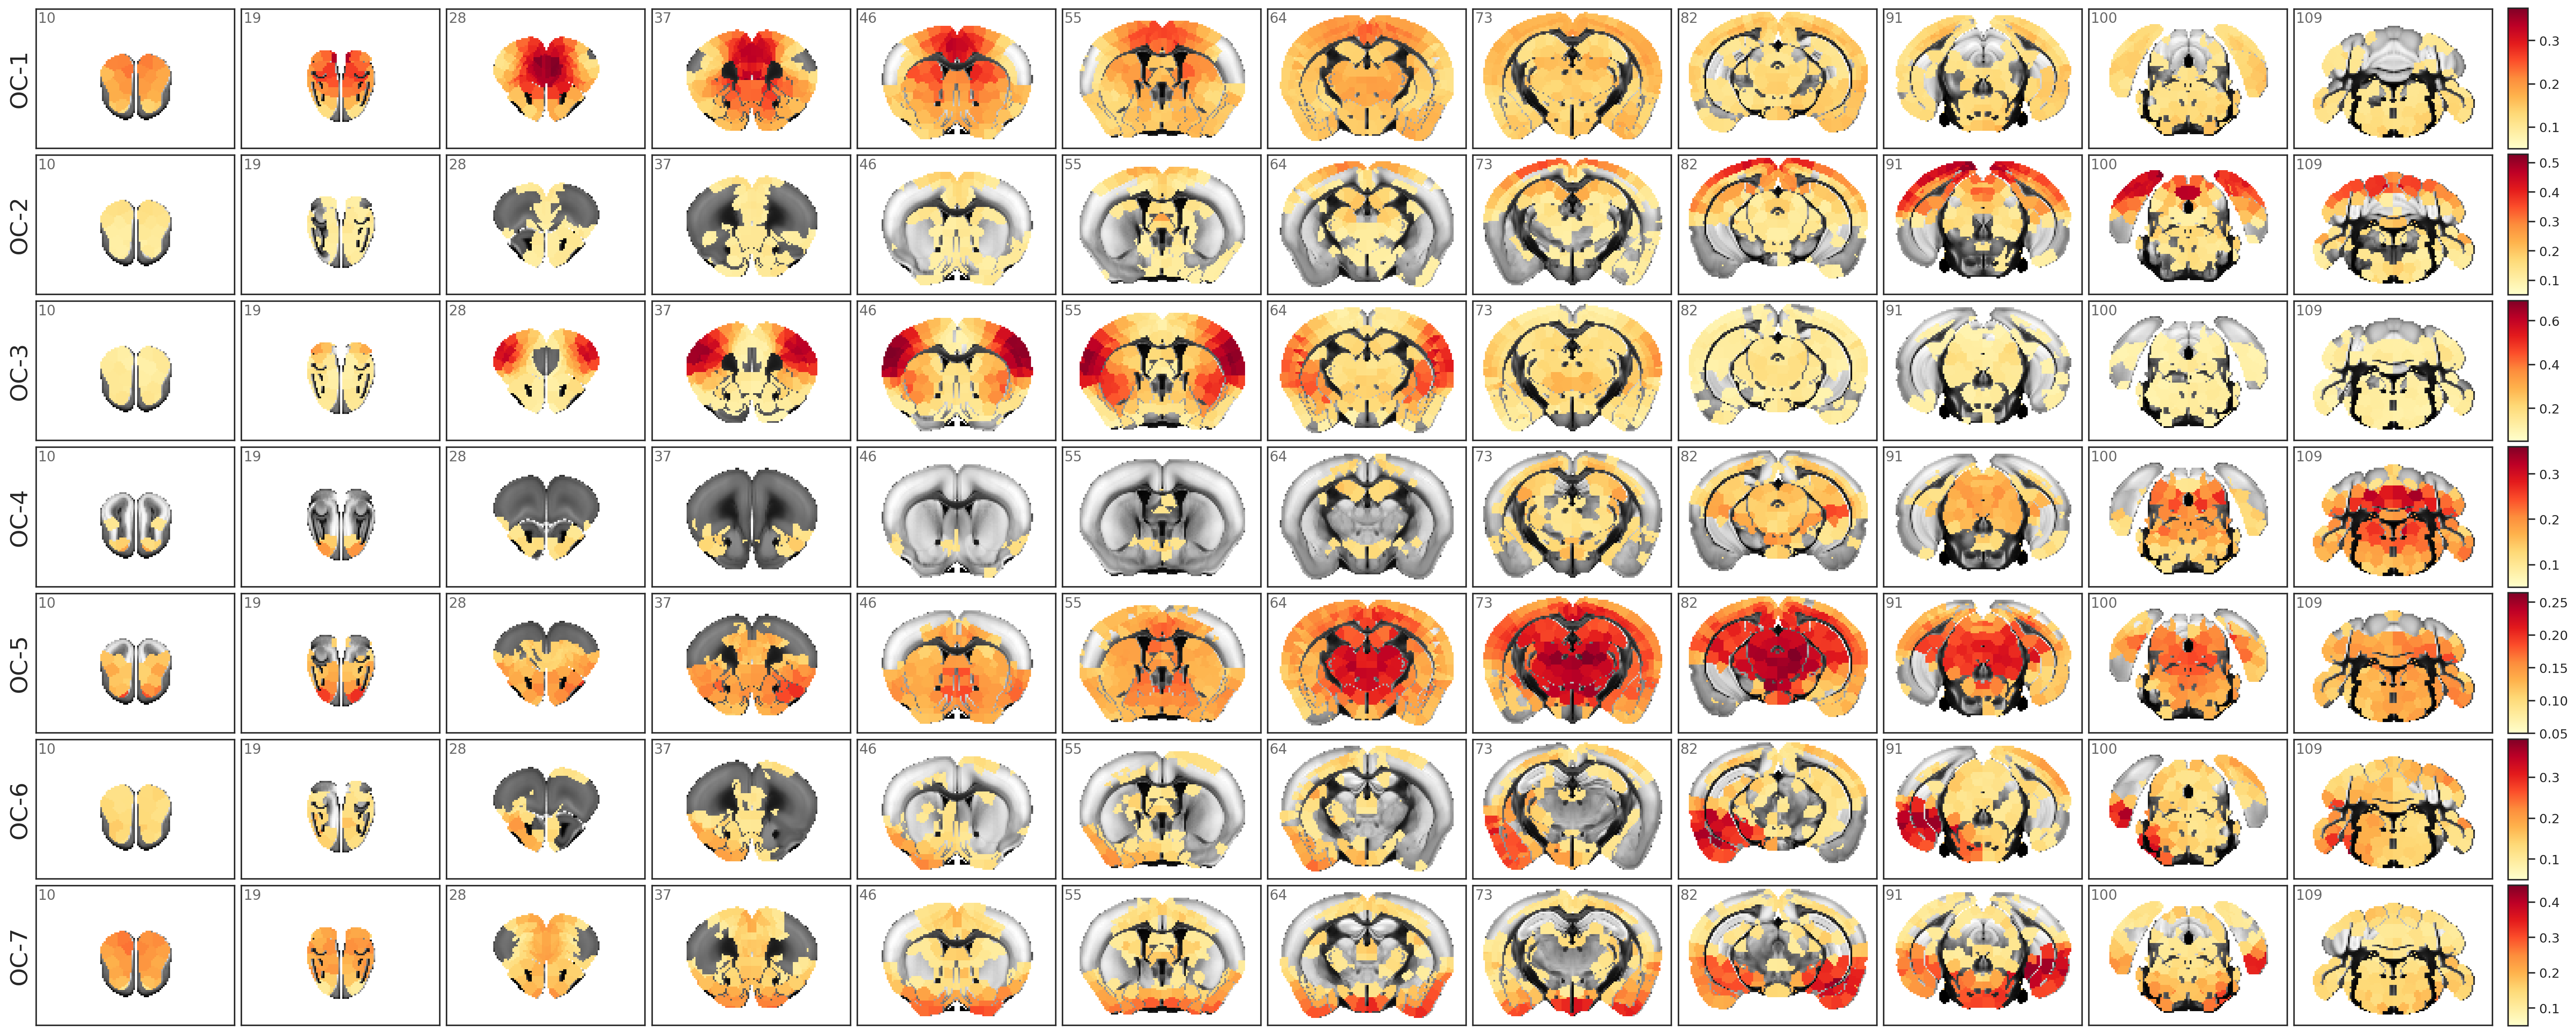 OC-1 10 19 28 37 46 55 64 73 82 91 100 109 0.3 0.2 0.1
OC-2 10 19 28 37 46 55 64 73 82 91 100 109 0.5 0.4 0.3 0.2 0.1
OC-3 10 19 28 37 46 55 64 73 82 91 100 109 0.6 0.4 0.2
OC-4 10 19 28 37 46 55 64 73 82 91 100 109 0.3 0.2 0.1
OC-5 10 19 28 37 46 55 64 73 82 91 100 109 0.25 0.20 0.15 0.10 0.05
OC-6 10 19 28 37 46 55 64 73 82 91 100 109 0.3 0.2 0.1
OC-7 10 19 28 37 46 55 64 73 82 91 100 109 0.4 0.3 0.2 0.1